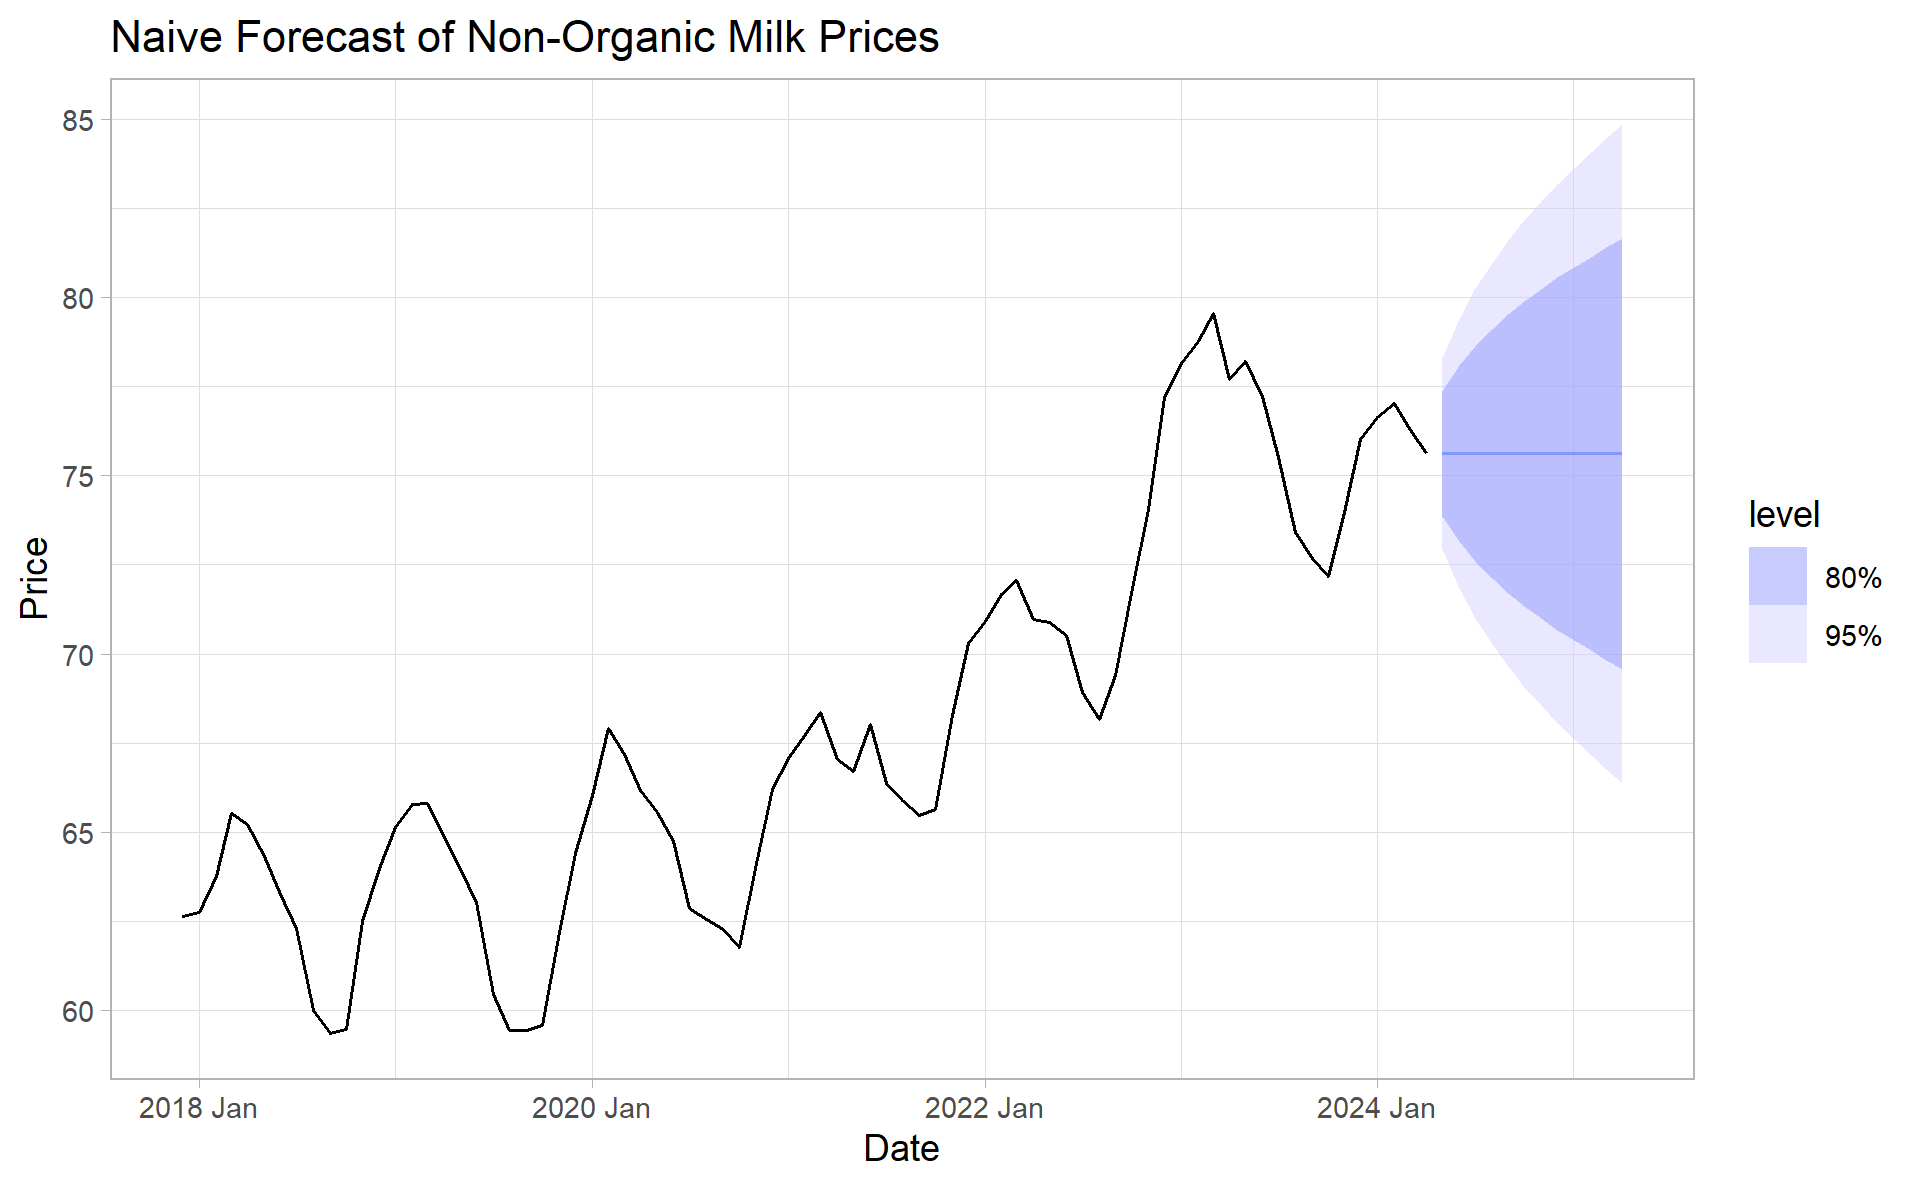 Naive Forecast of Non-Organic Milk Prices
85
80
75
70
65
60
Price
2018 Jan
2020 Jan
2022 Jan
2024 Jan
Date
level
80%
95%